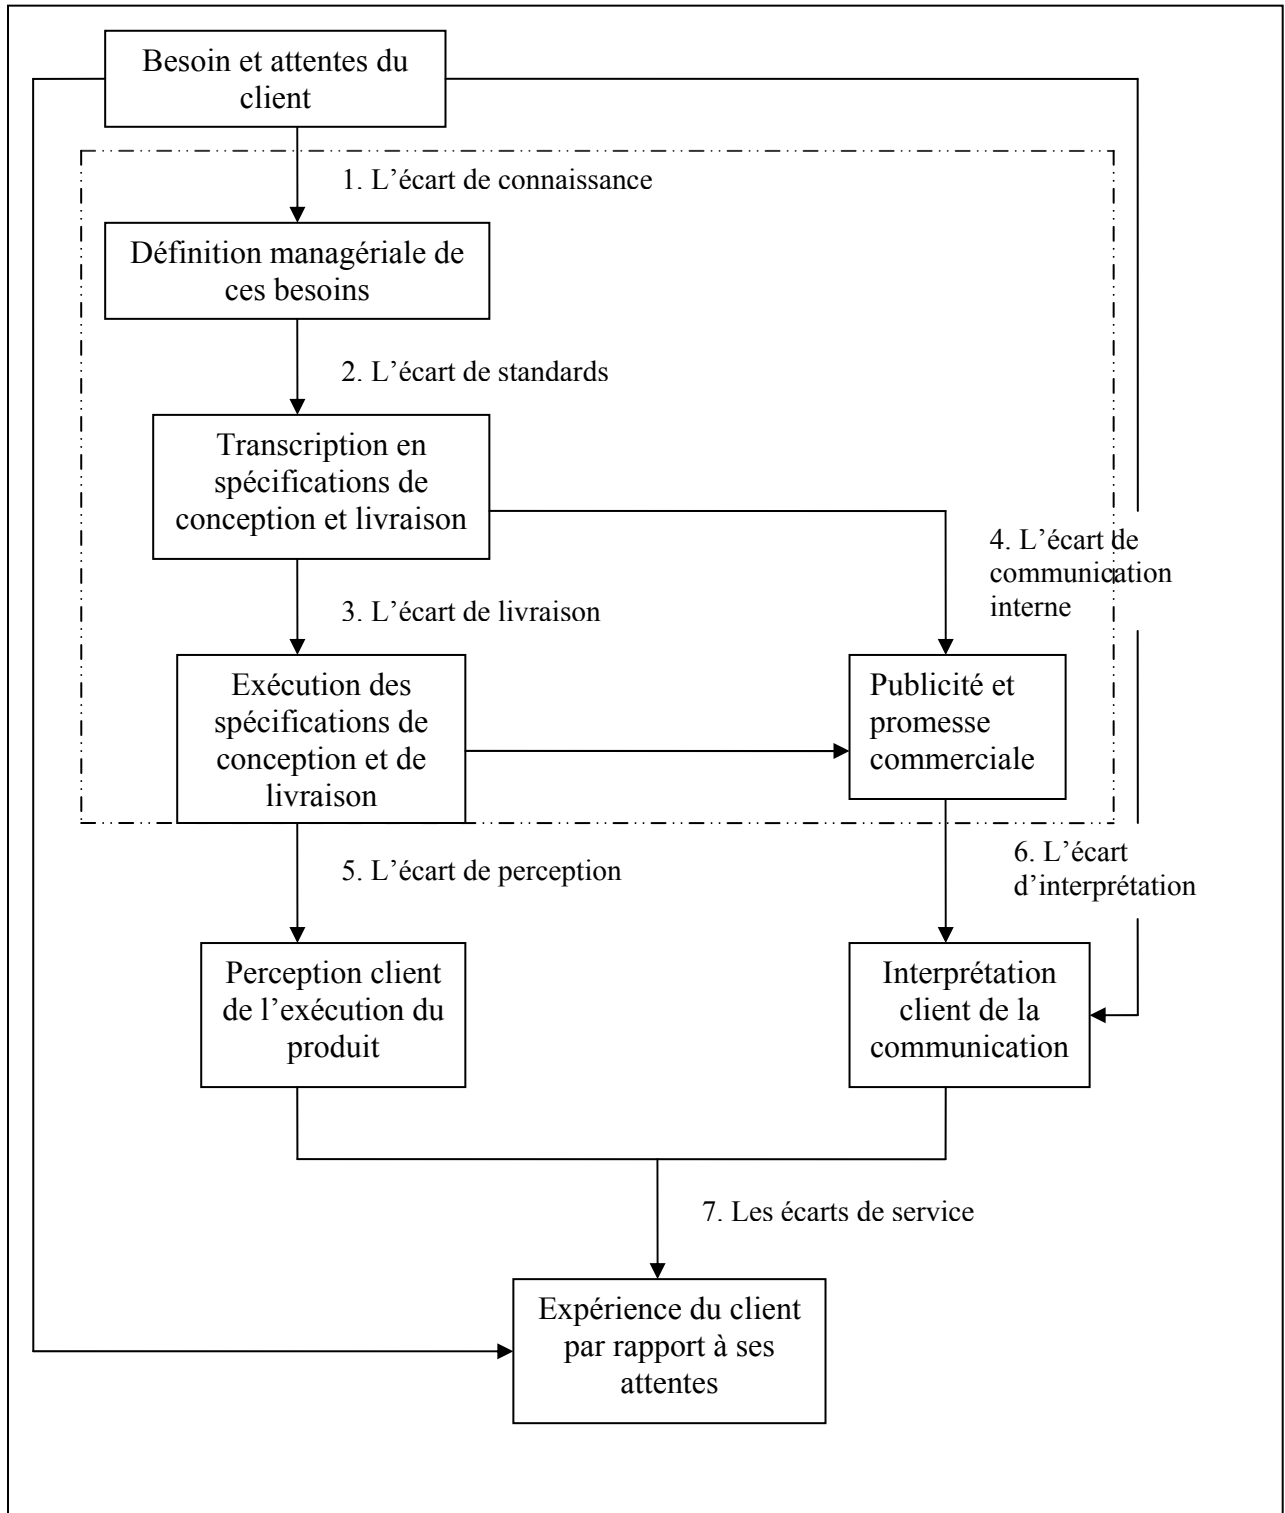 Besoin et attentes du
client
1. L’écart de connaissance
Définition managériale de
ces besoins
2. L’écart de standards
Transcription en
spécifications de
conception et livraison
4. L’écart de
communication
interne
3. L’écart de livraison
Exécution des
spécifications de
conception et de
livraison
Publicité et
promesse
commerciale
5. L’écart de perception
6. L’écart
d’interprétation
Perception client
de l’exécution du
produit
Interprétation
client de la
communication
7. Les écarts de service
Expérience du client
par rapport à ses
attentes